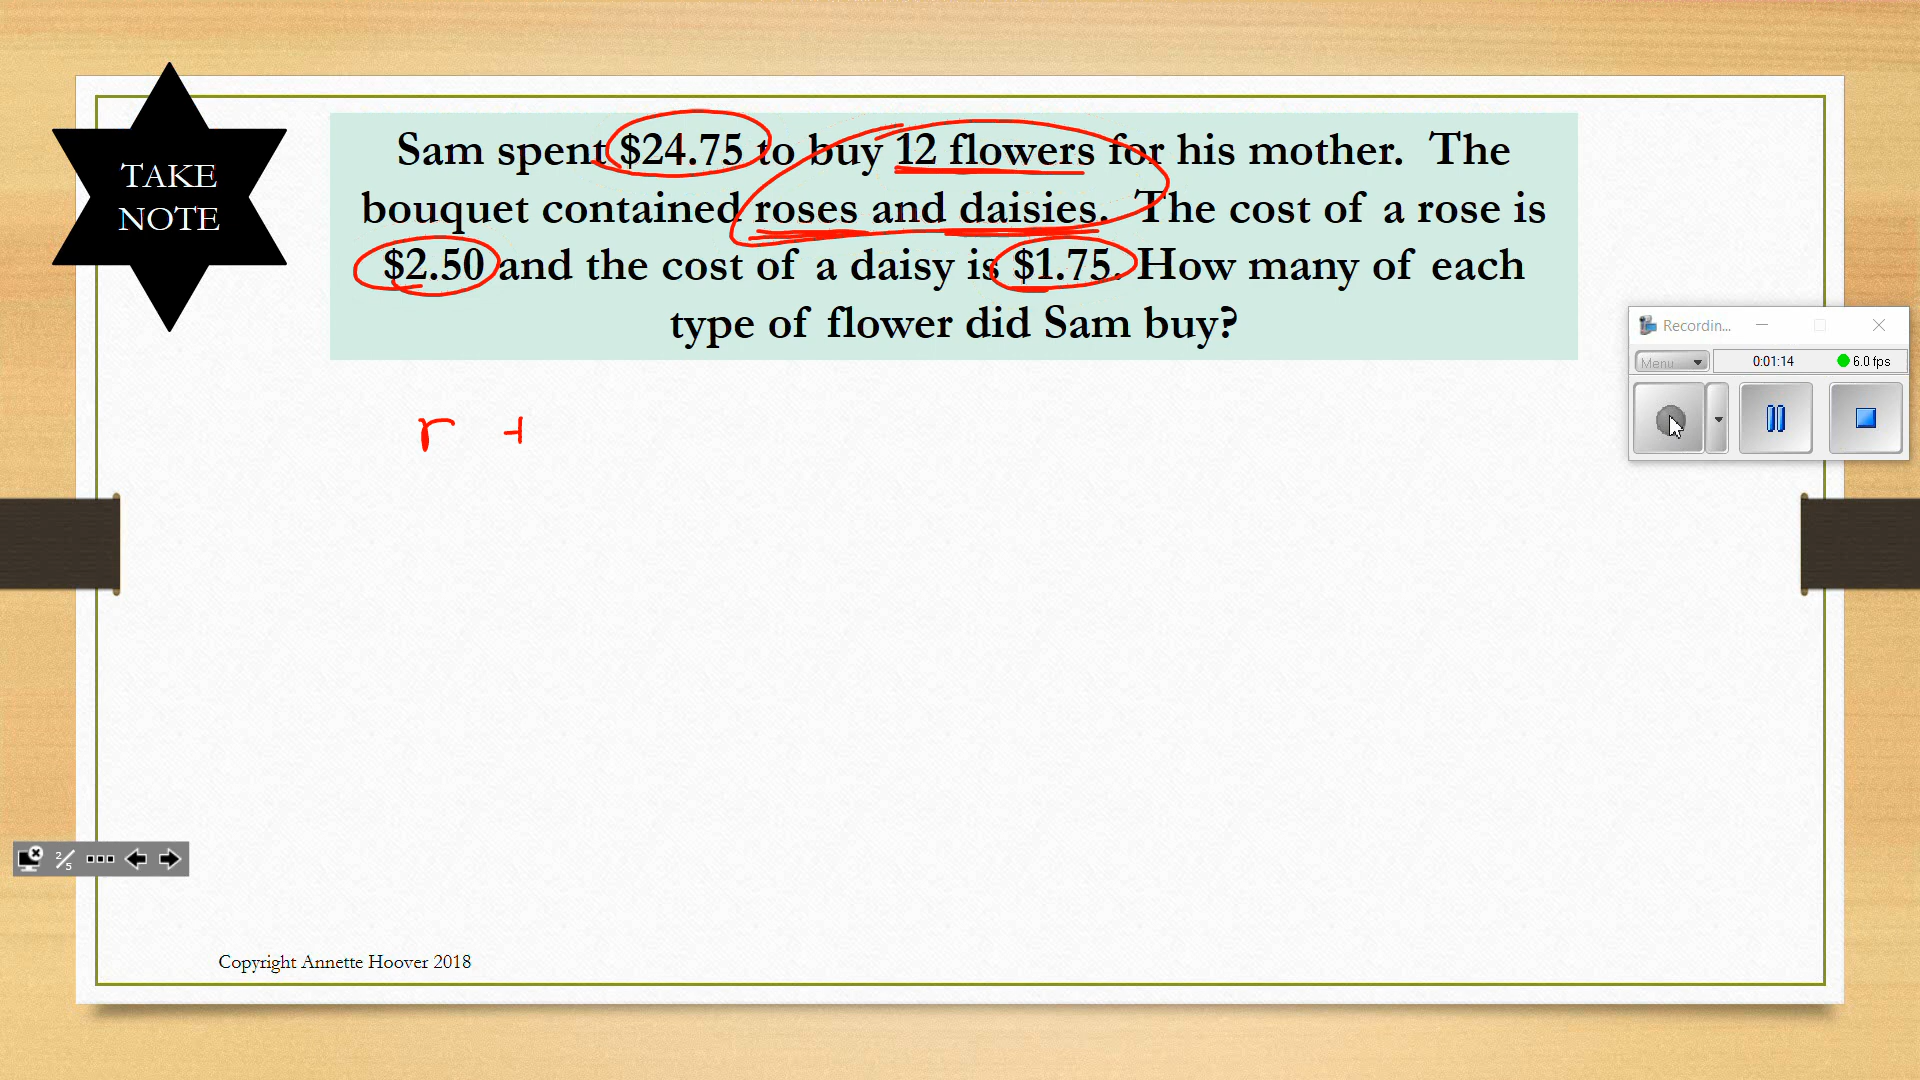 TAKE
NOTE
Sam spent $24.75 to buy 12 flowers for his mother. The
bouquet contained roses and daisies. The cost of a rose is
$2.50 and the cost of a daisy is $1.75. How many of each
type of flower did Sam buy?
Recordin...
Menu 0:01:14 6.0 fps
r +
2/5
Copyright Annette Hoover 2018